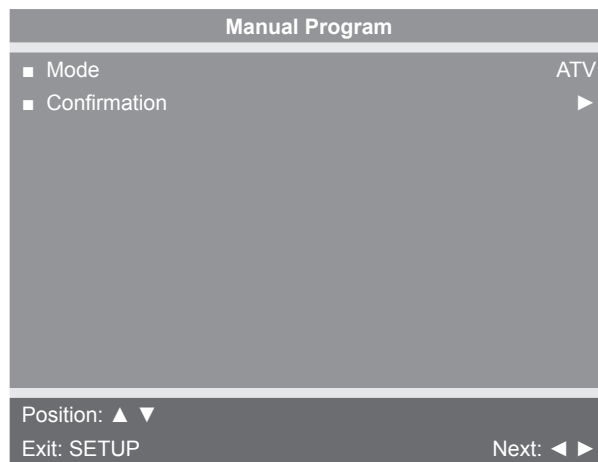 Manual Program
■ Mode ATV
■ Confirmation ►
Position: ▲ ▼
Exit: SETUP Next: ◄ ►